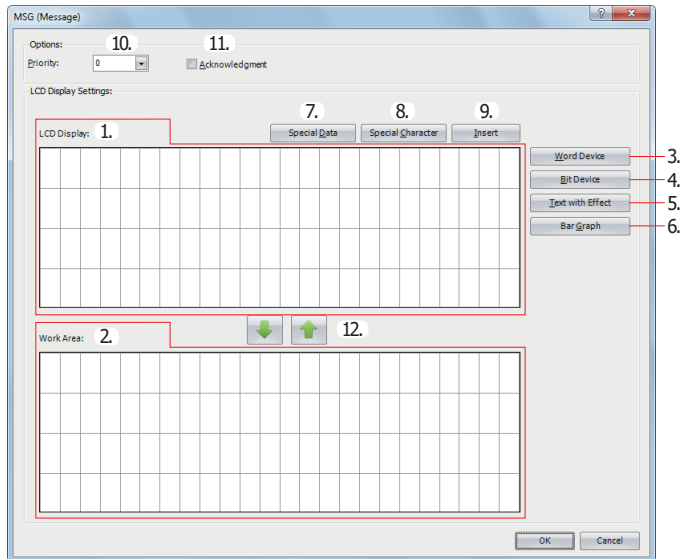 MSG (Message)
?
Options:
10.
11.
Priority:
0
Acknowledgment
LCD Display Settings:
7.
8.
9.
LCD Display:
1.
Special Data
Special Character
Insert
Word Device
3.
Bit Device
4.
Text with Effect
5.
Bar Graph
6.
Work Area:
2.
12.
OK
Cancel